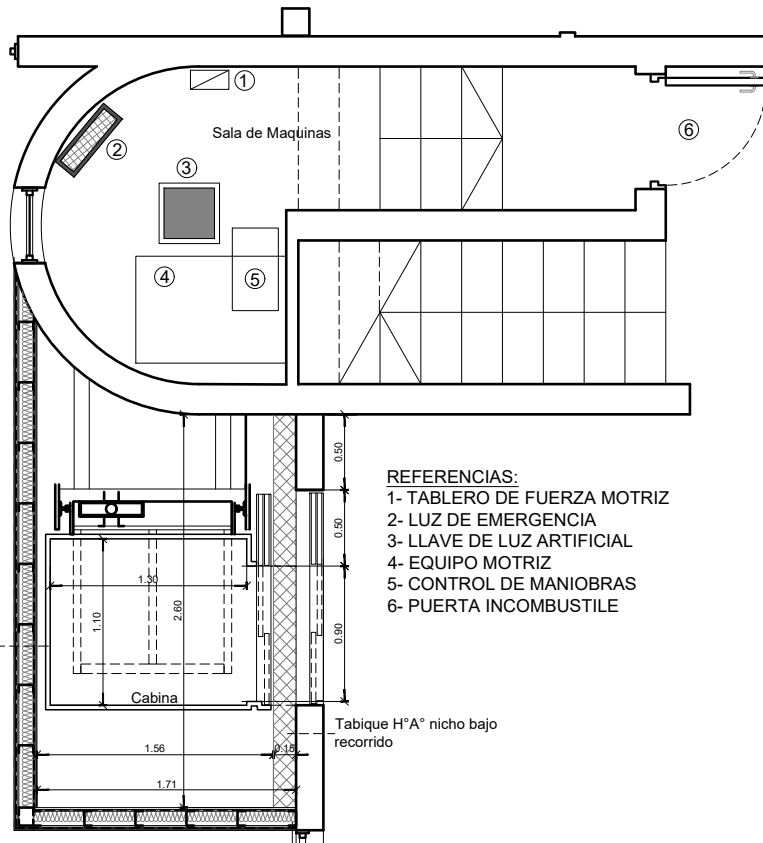 1
Sala de Maquinas
6
2
3
4
5
0.50
REFERENCIAS:
1- TABLERO DE FUERZA MOTRIZ
2- LUZ DE EMERGENCIA
3- LLAVE DE LUZ ARTIFICIAL
4- EQUIPO MOTRIZ
5- CONTROL DE MANIOBRAS
6- PUERTA INCOMBUSTILE
0.50
1.30
1.10
2.60
0.90
Cabina
Tabique H°A° nicho bajo
recorrido
1.56
0.15
1.71